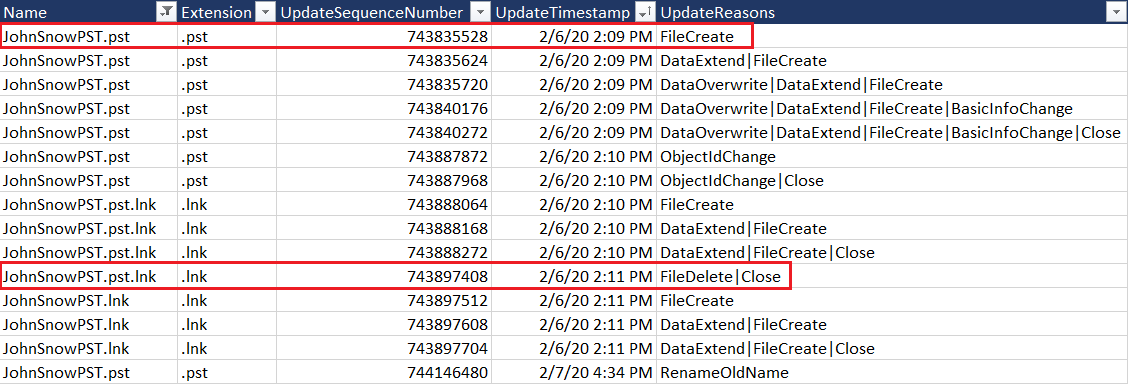 Name Extension UpdateSequenceNumber UpdateTimestamp UpdateReasons
JohnSnowPST.pst .pst 743835528 2/6/20 2:09 PM FileCreate
JohnSnowPST.pst .pst 743835624 2/6/20 2:09 PM DataExtend|FileCreate
JohnSnowPST.pst .pst 743835720 2/6/20 2:09 PM DataOverwrite|DataExtend|FileCreate
JohnSnowPST.pst .pst 743840176 2/6/20 2:09 PM DataOverwrite|DataExtend|FileCreate|BasicInfoChange
JohnSnowPST.pst .pst 743840272 2/6/20 2:09 PM DataOverwrite|DataExtend|FileCreate|BasicInfoChange|Close
JohnSnowPST.pst .pst 743887872 2/6/20 2:10 PM ObjectIdChange
JohnSnowPST.pst .pst 743887968 2/6/20 2:10 PM ObjectIdChange|Close
JohnSnowPST.pst.lnk .lnk 743888064 2/6/20 2:10 PM FileCreate
JohnSnowPST.pst.lnk .lnk 743888168 2/6/20 2:10 PM DataExtend|FileCreate
JohnSnowPST.pst.lnk .lnk 743888272 2/6/20 2:10 PM DataExtend|FileCreate|Close
JohnSnowPST.pst.lnk .lnk 743897408 2/6/20 2:11 PM FileDelete|Close
JohnSnowPST.lnk .lnk 743897512 2/6/20 2:11 PM FileCreate
JohnSnowPST.lnk .lnk 743897608 2/6/20 2:11 PM DataExtend|FileCreate
JohnSnowPST.lnk .lnk 743897704 2/6/20 2:11 PM DataExtend|FileCreate|Close
JohnSnowPST.pst .pst 744146480 2/7/20 4:34 PM RenameOldName